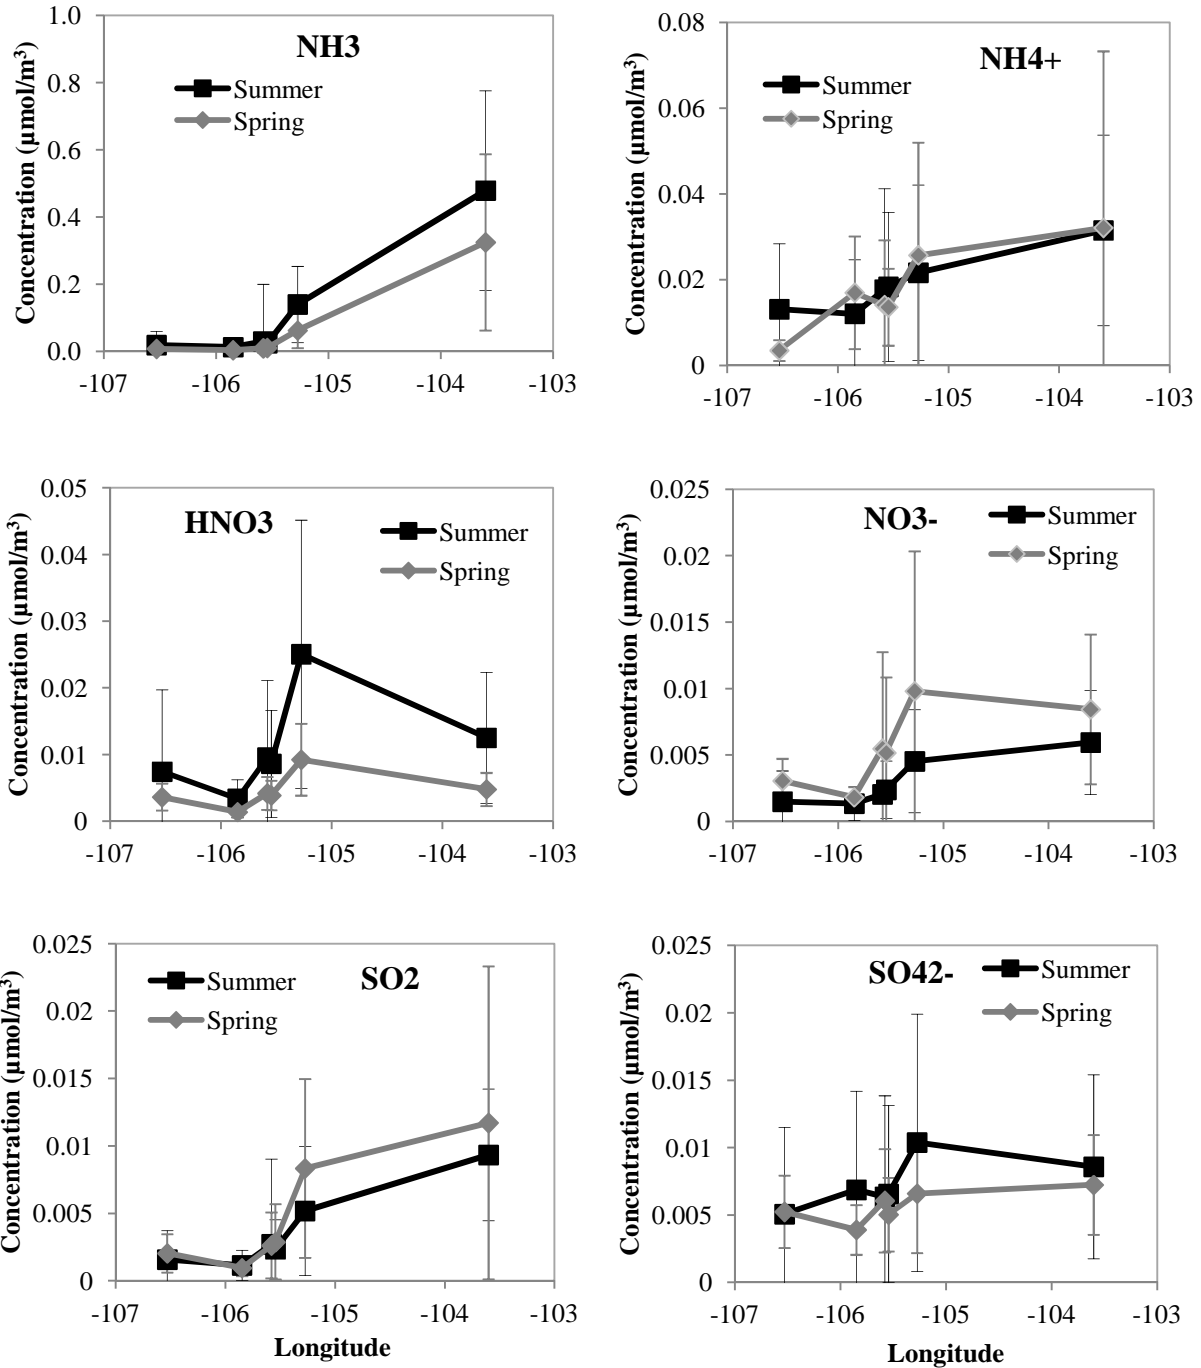 NH3
Summer
Spring
Concentration (µmol/m³)
1.0
0.8
0.6
0.4
0.2
0.0
-107 -106 -105 -104 -103
NH4+
Summer
Spring
Concentration (µmol/m³)
0.08
0.06
0.04
0.02
0
-107 -106 -105 -104 -103
HNO3
Summer
Spring
Concentration (µmol/m³)
0.05
0.04
0.03
0.02
0.01
0
-107 -106 -105 -104 -103
NO3-
Summer
Spring
Concentration (µmol/m³)
0.025
0.02
0.015
0.01
0.005
0
-107 -106 -105 -104 -103
SO2
Summer
Spring
Concentration (µmol/m³)
0.025
0.02
0.015
0.01
0.005
0
-107 -106 -105 -104 -103
Longitude
SO42-
Summer
Spring
Concentration (µmol/m³)
0.025
0.02
0.015
0.01
0.005
0
-107 -106 -105 -104 -103
Longitude